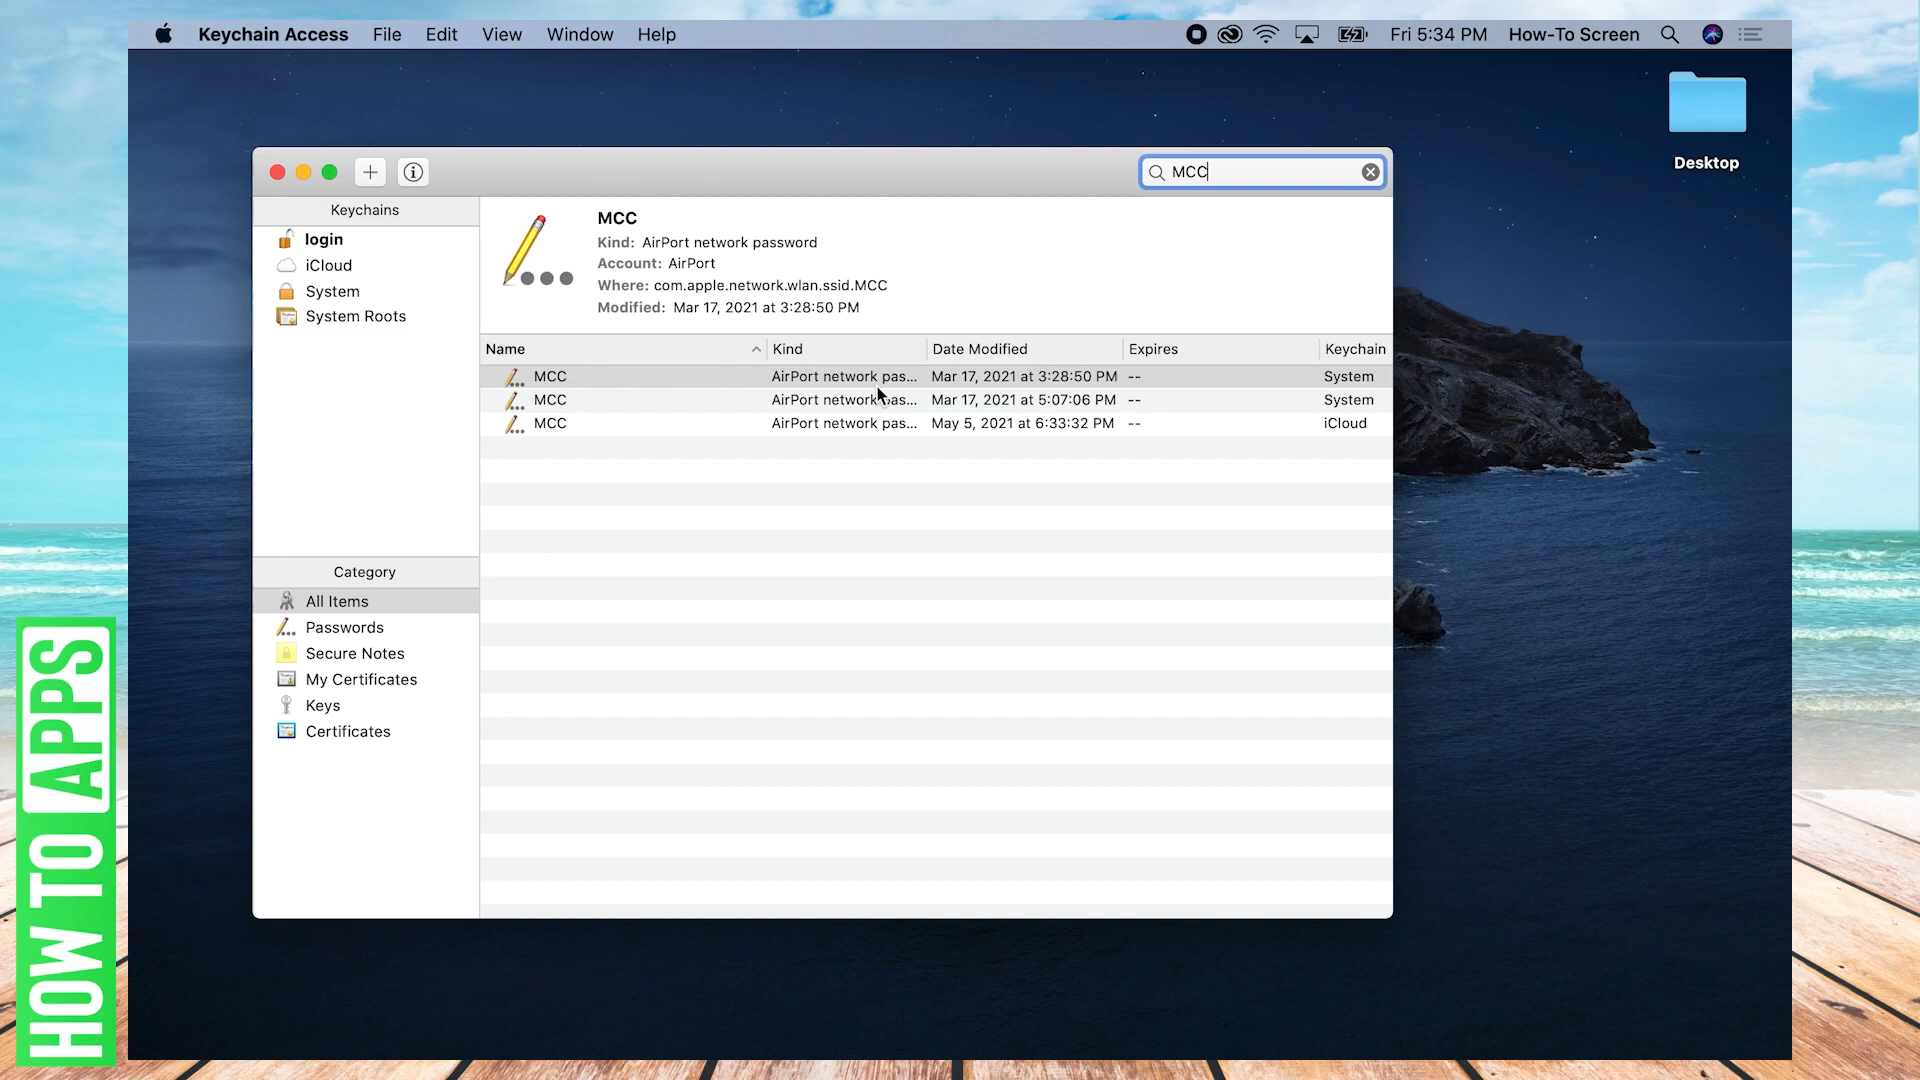 Keychain Access File Edit View Window Help Fri 5:34 PM How-To Screen
Desktop
MCC
Keychains
login
iCloud
System
System Roots
MCC
Kind: AirPort network password
Account: AirPort
Where: com.apple.network.wlan.ssid.MCC
Modified: Mar 17, 2021 at 3:28:50 PM
Name Kind Date Modified Expires Keychain
MCC AirPort network pas... Mar 17, 2021 at 3:28:50 PM -- System
MCC AirPort network pas... Mar 17, 2021 at 5:07:06 PM -- System
MCC AirPort network pas... May 5, 2021 at 6:33:32 PM -- iCloud
Category
All Items
Passwords
Secure Notes
My Certificates
Keys
Certificates
HOW TO APPS